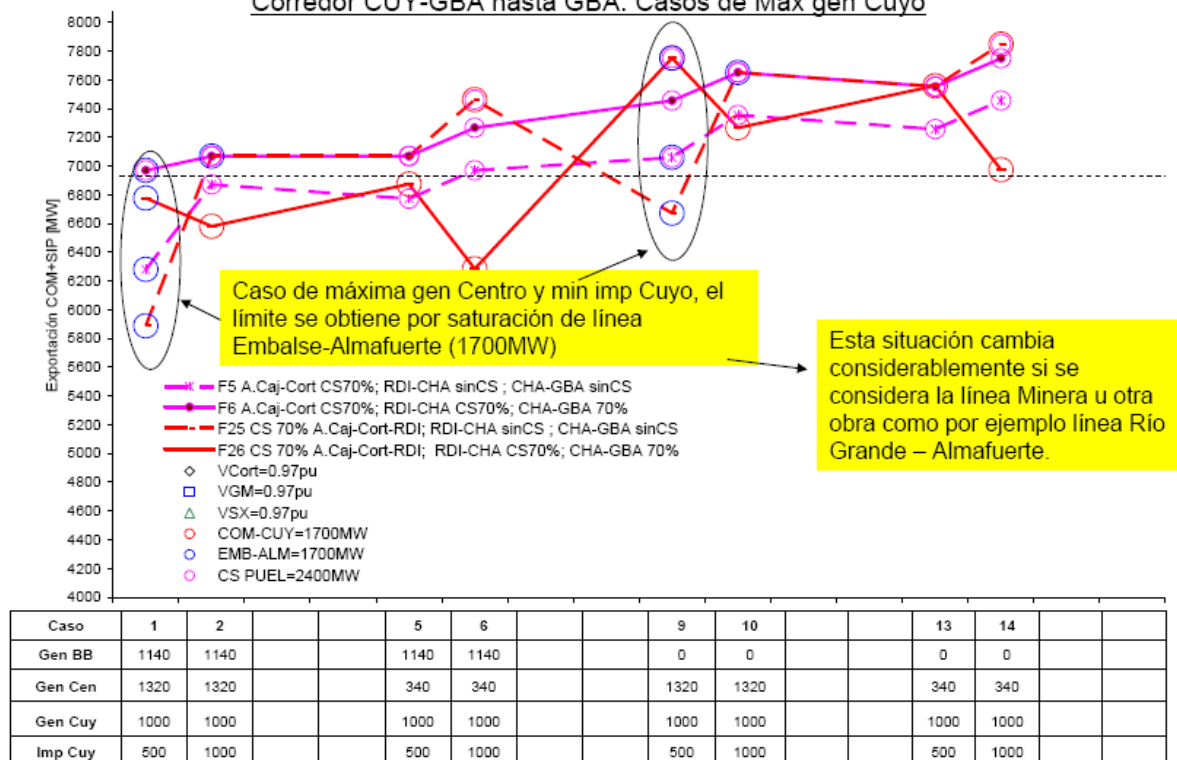 Corredor CUY-GBA hasta GBA. Casos de Max gen Cuyo
8000
7800
7600
7400
7200
7000
6800
6600
6400
6200
6000
5800
5600
5400
5200
5000
4800
4600
4400
4200
4000
Exportación COM+SIP [MW]
Caso de máxima gen Centro y min imp Cuyo, el
límite se obtiene por saturación de línea
Embalse-Almafuerte (1700MW)
Esta situación cambia
considerablemente si se
considera la línea Minera u otra
obra como por ejemplo línea Río
Grande – Almafuerte.
F5 A.Caj-Cort CS70%; RDI-CHA sinCS ; CHA-GBA sinCS
F6 A.Caj-Cort CS70%; RDI-CHA CS70%; CHA-GBA 70%
F25 CS 70% A.Caj-Cort-RDI; RDI-CHA sinCS ; CHA-GBA sinCS
F26 CS 70% A.Caj-Cort-RDI; RDI-CHA CS70%; CHA-GBA 70%
VCort=0.97pu
VGM=0.97pu
VSX=0.97pu
COM-CUY=1700MW
EMB-ALM=1700MW
CS PUEL=2400MW
Caso 1 2 5 6 9 10 13 14
Gen BB 1140 1140 1140 1140 0 0 0 0
Gen Cen 1320 1320 340 340 1320 1320 340 340
Gen Cuy 1000 1000 1000 1000 1000 1000 1000 1000
Imp Cuy 500 1000 500 1000 500 1000 500 1000